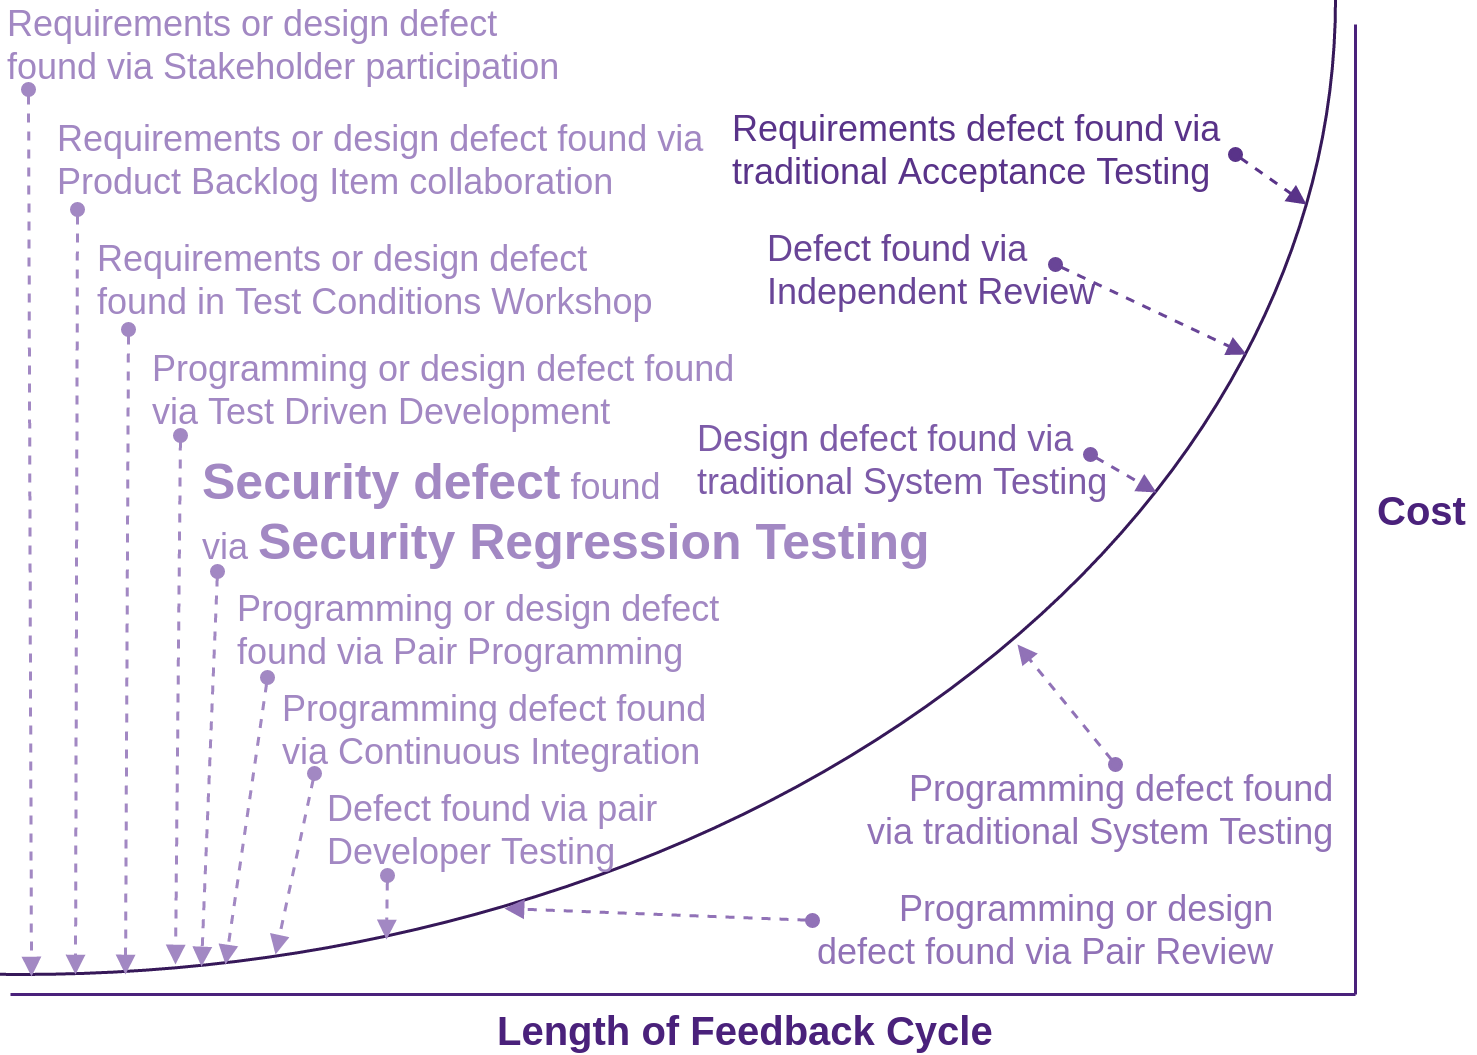 Requirements or design defect
found via Stakeholder participation
Requirements or design defect found via
Product Backlog Item collaboration
Requirements or design defect
found in Test Conditions Workshop
Programming or design defect found
via Test Driven Development
Security defect found
via Security Regression Testing
Programming or design defect
found via Pair Programming
Programming defect found
via Continuous Integration
Defect found via pair
Developer Testing
Requirements defect found via
traditional Acceptance Testing
Defect found via
Independent Review
Design defect found via
traditional System Testing
Programming defect found
via traditional System Testing
Programming or design
defect found via Pair Review
Cost
Length of Feedback Cycle